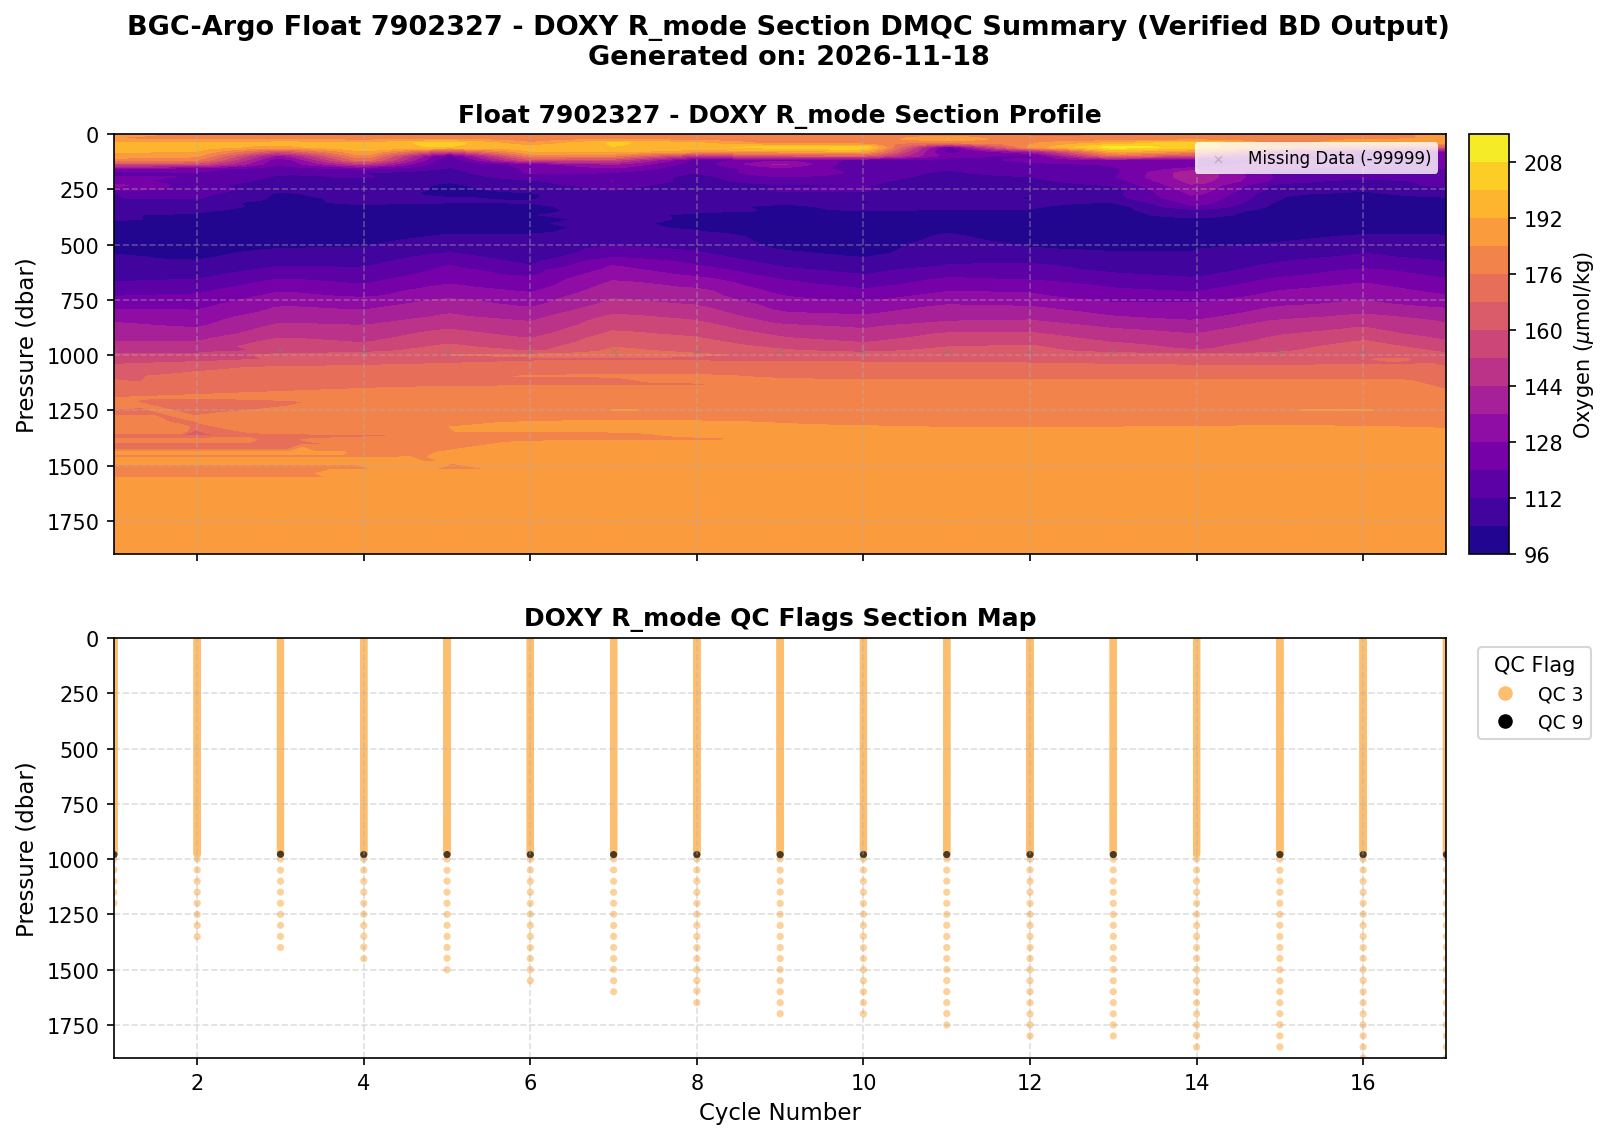 BGC-Argo Float 7902327 - DOXY R_mode Section DMQC Summary (Verified BD Output)
Generated on: 2026-11-18
Float 7902327 - DOXY R_mode Section Profile
Missing Data (-99999)
Pressure (dbar)
0
250
500
750
1000
1250
1500
1750
208
192
176
160
144
128
112
96
Oxygen (μmol/kg)
DOXY R_mode QC Flags Section Map
Pressure (dbar)
0
250
500
750
1000
1250
1500
1750
2 4 6 8 10 12 14 16
Cycle Number
QC Flag
QC 3
QC 9